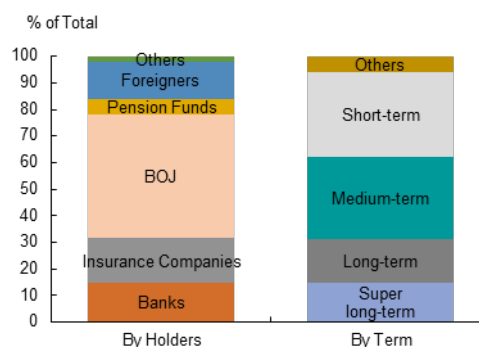 % of Total
100
90
80
70
60
50
40
30
20
10
0
Others
Foreigners
Pension Funds
BOJ
Insurance Companies
Banks
Others
Short-term
Medium-term
Long-term
Super
long-term
By Holders
By Term